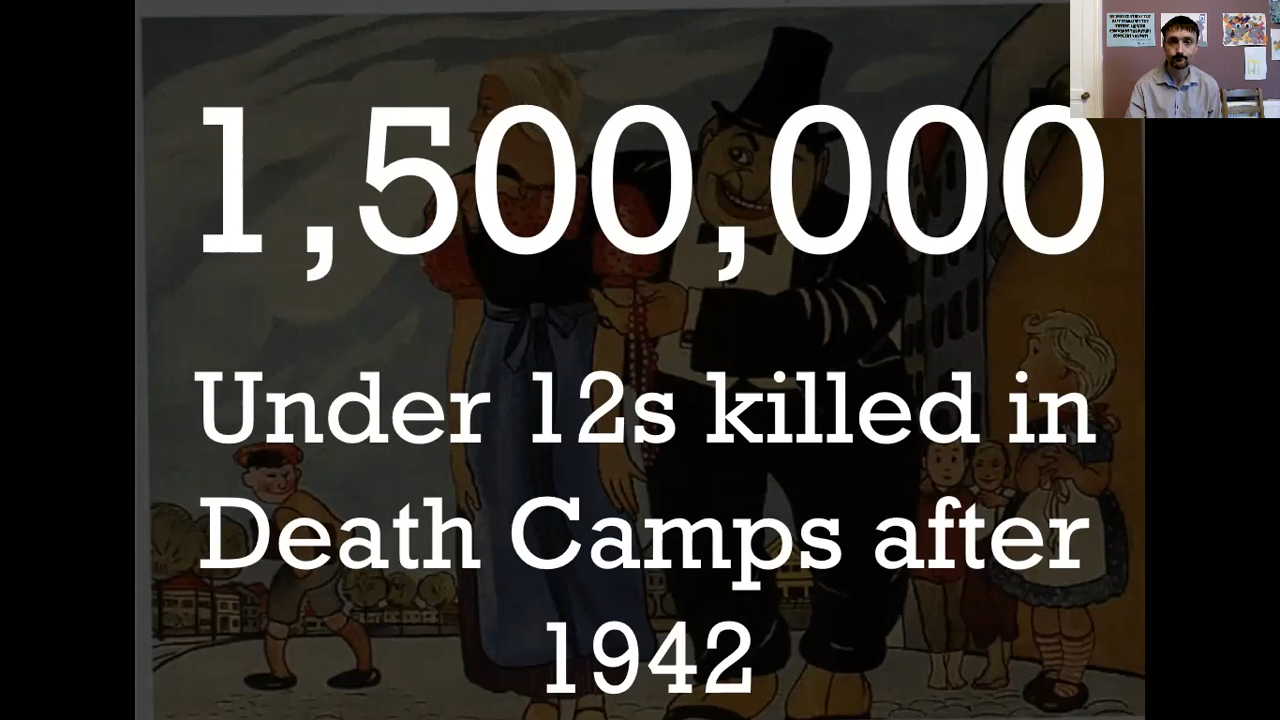 1,500,000
Under 12s killed in
Death Camps after
1942